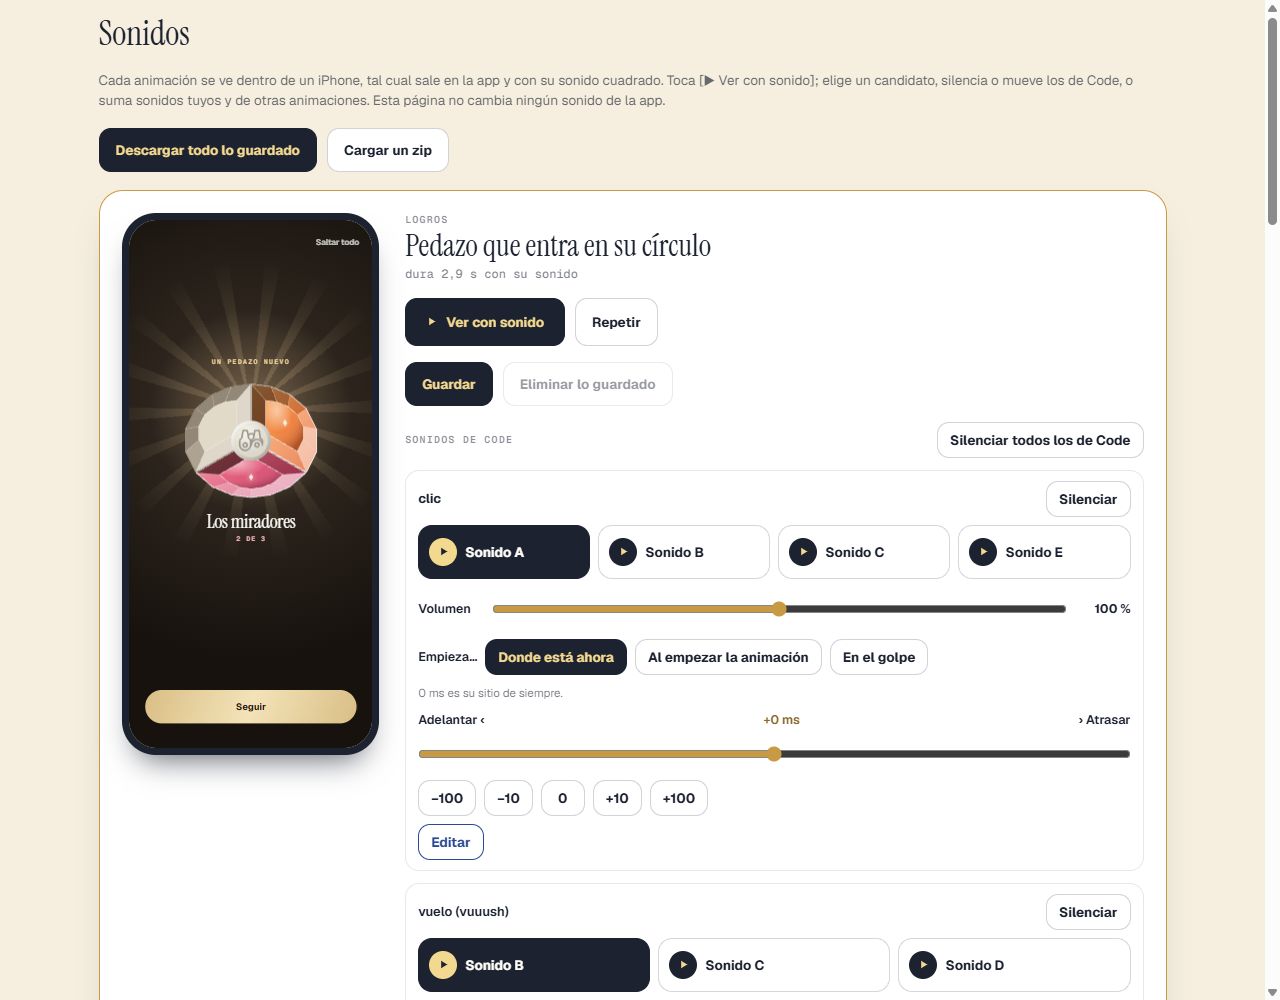 Sonidos
Cada animación se ve dentro de un iPhone, tal cual sale en la app y con su sonido cuadrado. Toca [▶ Ver con sonido]; elige un candidato, silencia o mueve los de Code, o
suma sonidos tuyos y de otras animaciones. Esta página no cambia ningún sonido de la app.
Descargar todo lo guardado
Cargar un zip
Saltar todo
UN PEDAZO NUEVO
Los miradores
2 DE 3
Seguir
LOGROS
Pedazo que entra en su círculo
dura 2,9 s con su sonido
Ver con sonido
Repetir
Guardar
Eliminar lo guardado
SONIDOS DE CODE
Silenciar todos los de Code
clic
Silenciar
Sonido A
Sonido B
Sonido C
Sonido E
Volumen
100 %
Empieza…
Donde está ahora
Al empezar la animación
En el golpe
0 ms es su sitio de siempre.
Adelantar ‹
+0 ms
› Atrasar
−100
−10
0
+10
+100
Editar
vuelo (vuuush)
Silenciar
Sonido B
Sonido C
Sonido D